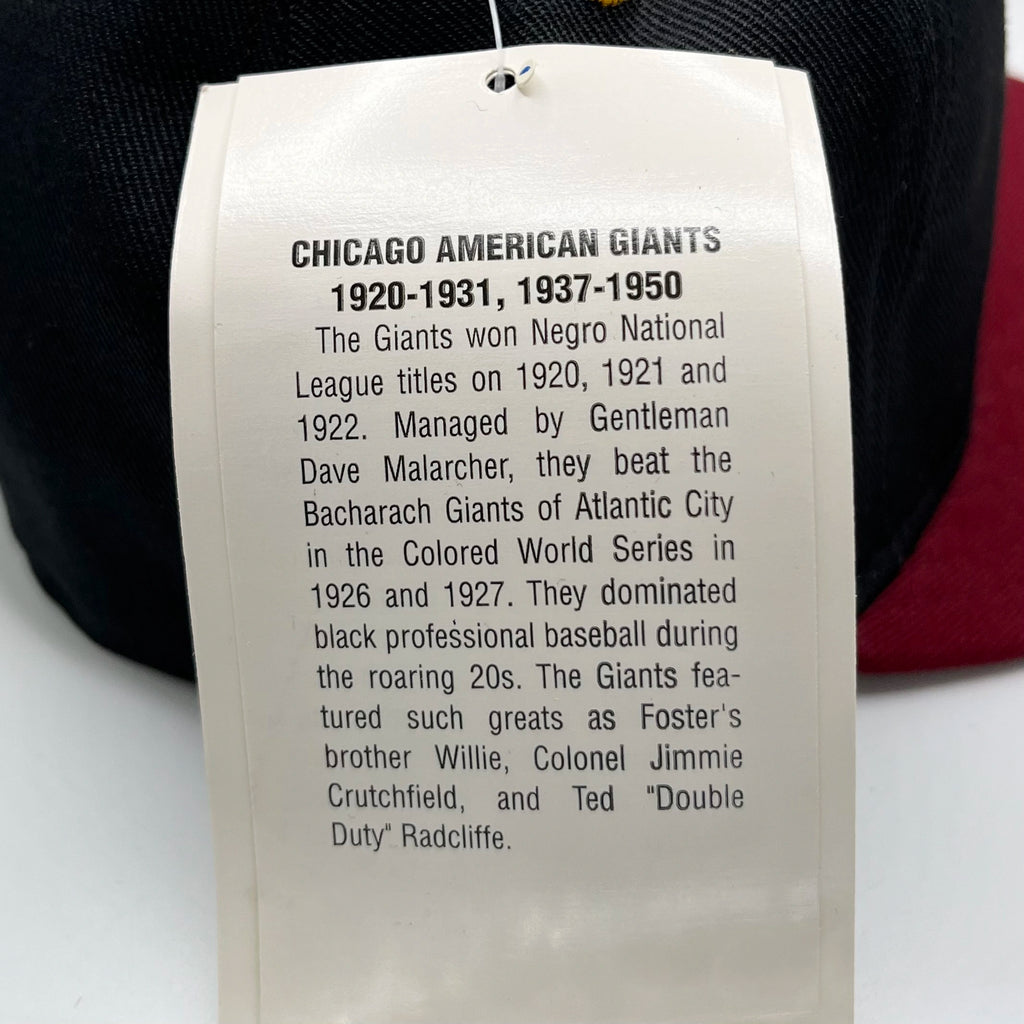 CHICAGO AMERICAN GIANTS
1920-1931, 1937-1950
The Giants won Negro National
League titles on 1920, 1921 and
1922. Managed by Gentleman
Dave Malarcher, they beat the
Bacharach Giants of Atlantic City
in the Colored World Series in
1926 and 1927. They dominated
black professional baseball during
the roaring 20s. The Giants fea-
tured such greats as Foster's
brother Willie, Colonel Jimmie
Crutchfield, and Ted "Double
Duty" Radcliffe.